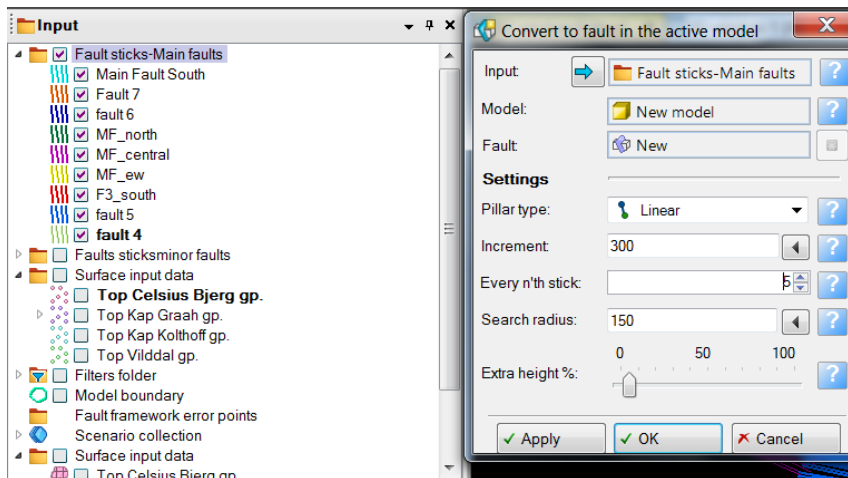 Input
Fault sticks-Main faults
Main Fault South
Fault 7
fault 6
MF_north
MF_central
MF_ew
F3_south
fault 5
fault 4
Faults sticksminor faults
Surface input data
Top Celsius Bjerg gp.
Top Kap Graah gp.
Top Kap Kolthoff gp.
Top Vilddal gp.
Filters folder
Model boundary
Fault framework error points
Scenario collection
Surface input data
Top Celsius Bjerg gp.
Convert to fault in the active model
Input: Fault sticks-Main faults ?
Model: New model ?
Fault: New
Settings
Pillar type: Linear ?
Increment: 300 ?
Every n'th stick: 5 ?
Search radius: 150 ?
0 50 100
Extra height %: ?
Apply OK Cancel